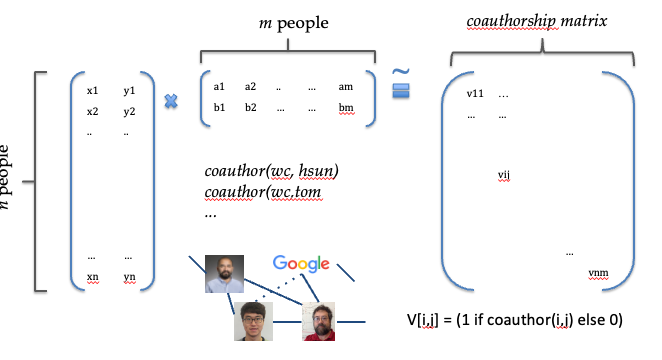 m people
coauthorship matrix
n people
x1 y1
x2 y2
.. ..
... ...
xn yn
a1 a2 .. ... am
b1 b2 ... ... bm
v11 ...
... ...
vij
...
vnm
coauthor(wc, hsun)
coauthor(wc,tom
...
Google
V[i,j] = (1 if coauthor(i,j) else 0)